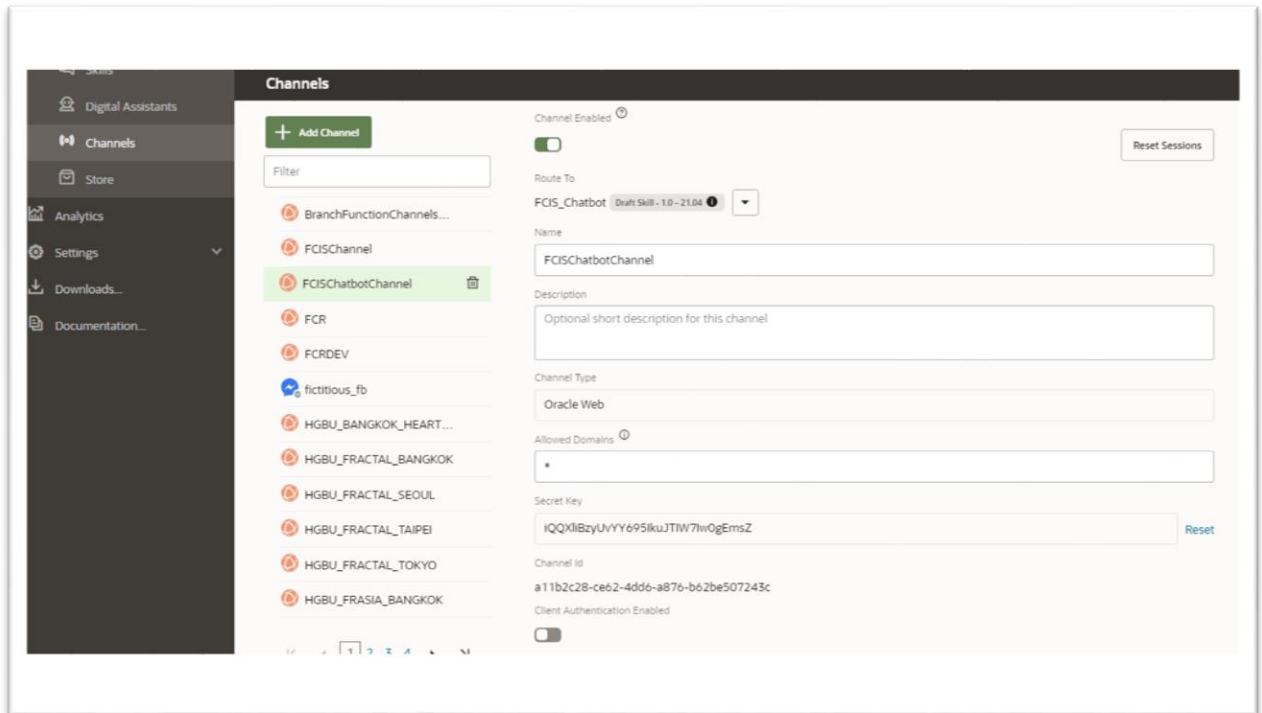 Skills
Digital Assistants
Channels
Store
Analytics
Settings
Downloads...
Documentation...
Channels
Add Channel
Filter
BranchFunctionChannels...
FCISChannel
FCISChatbotChannel
FCR
FCRDEV
fictitious_fb
HGBU_BANGKOK_HEART...
HGBU_FRACTAL_BANGKOK
HGBU_FRACTAL_SEOUL
HGBU_FRACTAL_TAIPEI
HGBU_FRACTAL_TOKYO
HGBU_FRASIA_BANGKOK
1 2 3 4
Channel Enabled
Reset Sessions
Route To
FCIS_Chatbot Draft Skill - 1.0 - 21.04
Name
FCISChatbotChannel
Description
Optional short description for this channel
Channel Type
Oracle Web
Allowed Domains
*
Secret Key
iQQXliBzyUvYY695IkuJTIW7Iw0gEmsZ
Reset
Channel Id
a11b2c28-ce62-4dd6-a876-b62be507243c
Client Authentication Enabled